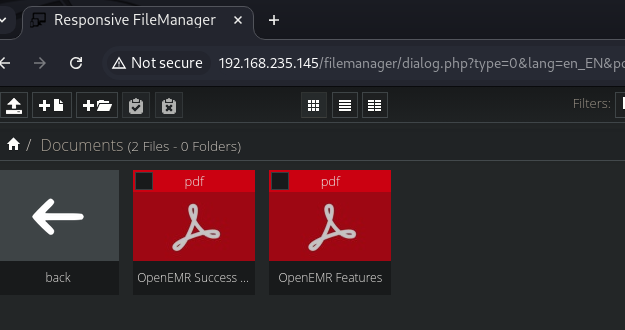 Responsive FileManager
Not secure 192.168.235.145/filemanager/dialog.php?type=0&lang=en_EN&po
Filters:
/ Documents (2 Files - 0 Folders)
pdf pdf
back OpenEMR Success ... OpenEMR Features